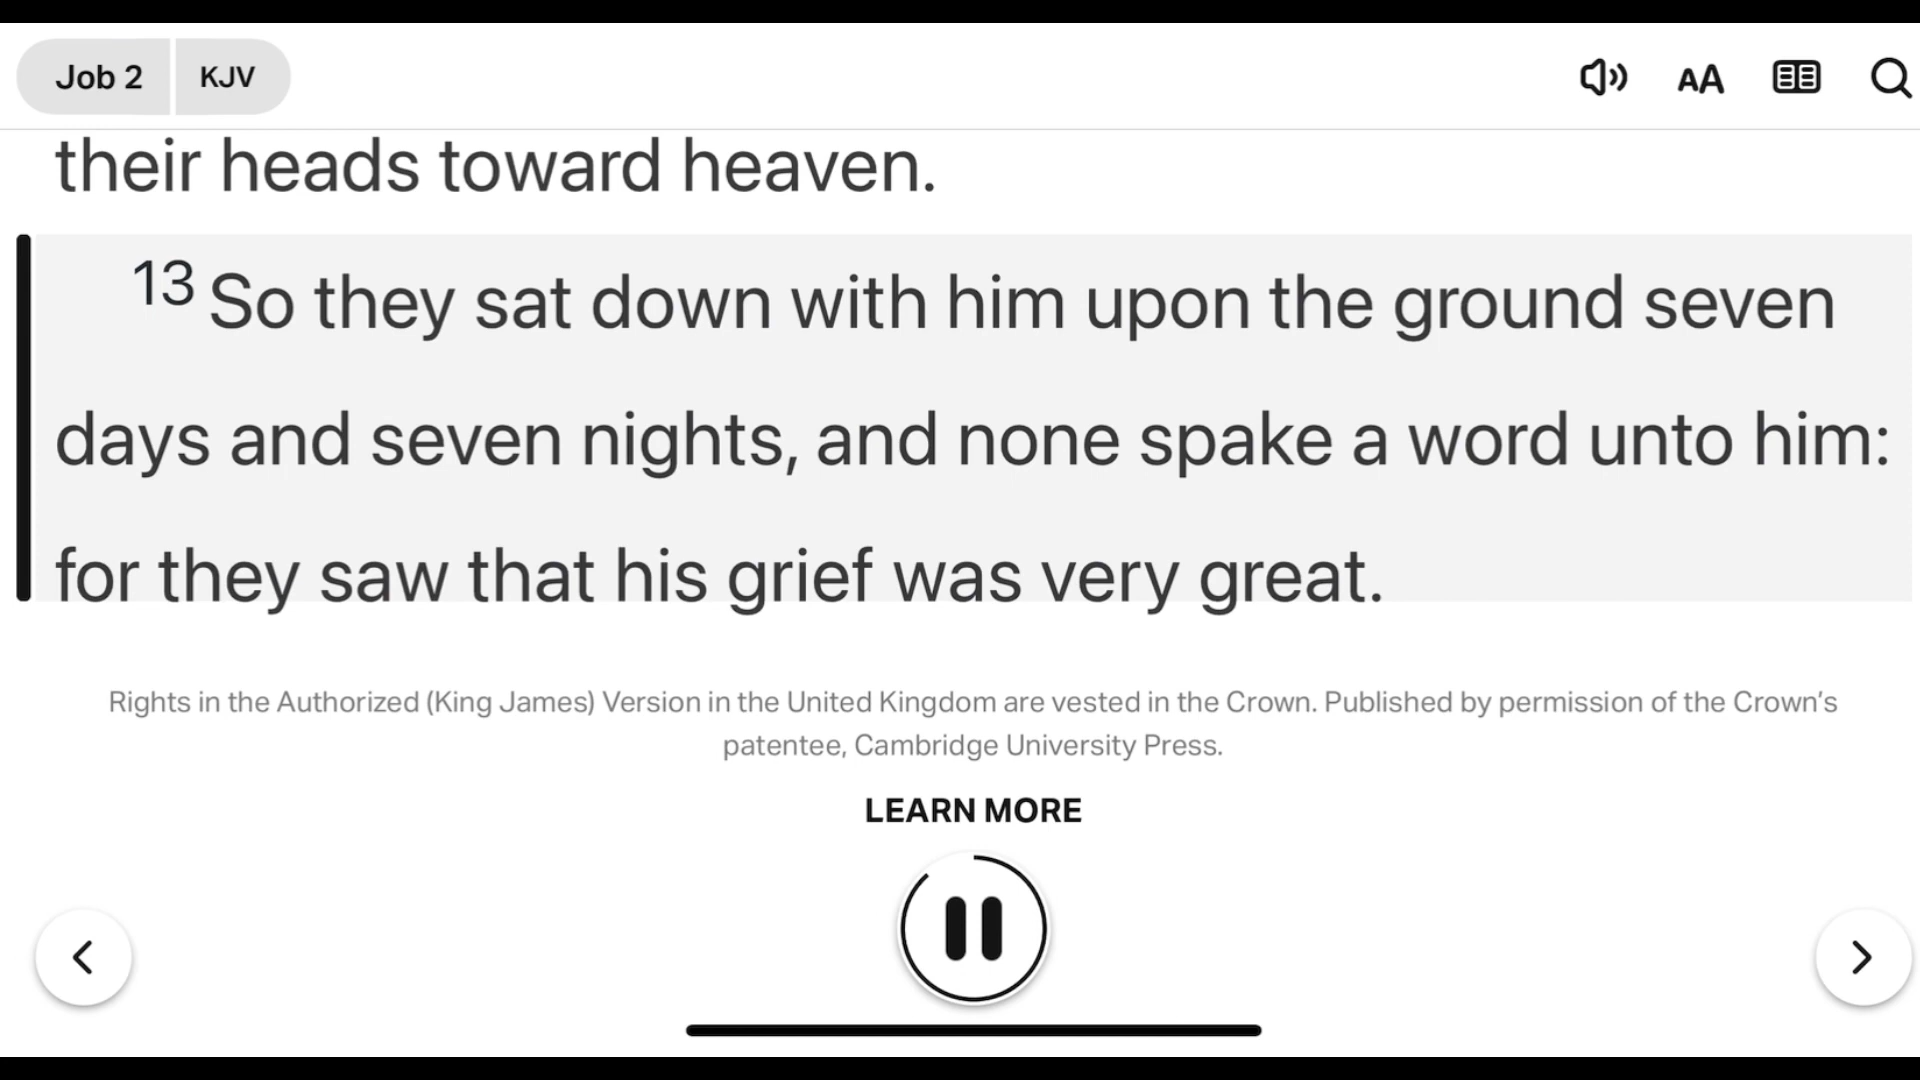 Job 2 KJV AA
their heads toward heaven.
13 So they sat down with him upon the ground seven
days and seven nights, and none spake a word unto him:
for they saw that his grief was very great.
Rights in the Authorized (King James) Version in the United Kingdom are vested in the Crown. Published by permission of the Crown’s
patentee, Cambridge University Press.
LEARN MORE